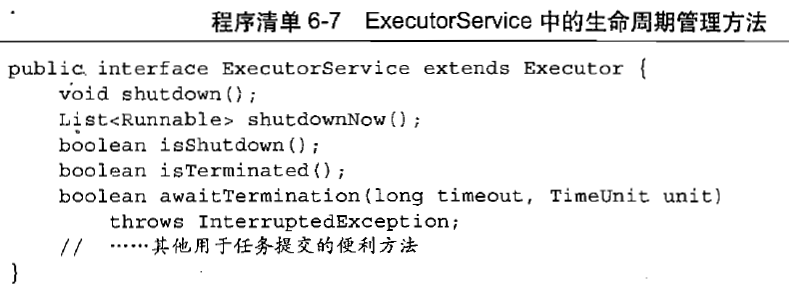 程序清单 6-7 ExecutorService 中的生命周期管理方法
public interface ExecutorService extends Executor {
    void shutdown();
    List<Runnable> shutdownNow();
    boolean isShutdown();
    boolean isTerminated();
    boolean awaitTermination(long timeout, TimeUnit unit)
        throws InterruptedException;
    // ……其他用于任务提交的便利方法
}